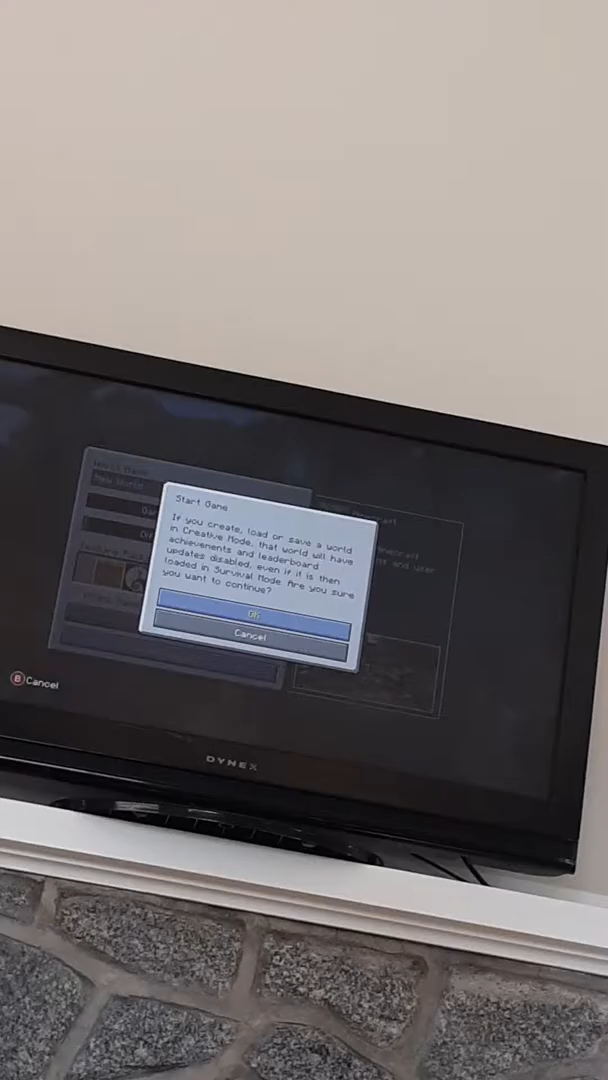 New World
Start Game
If you create, load or save a world
in Creative Mode, that world will have
achievements and leaderboard
updates disabled, even if it is then
loaded in Survival Mode. Are you sure
you want to continue?
OK
Cancel
B Cancel
DYNEX